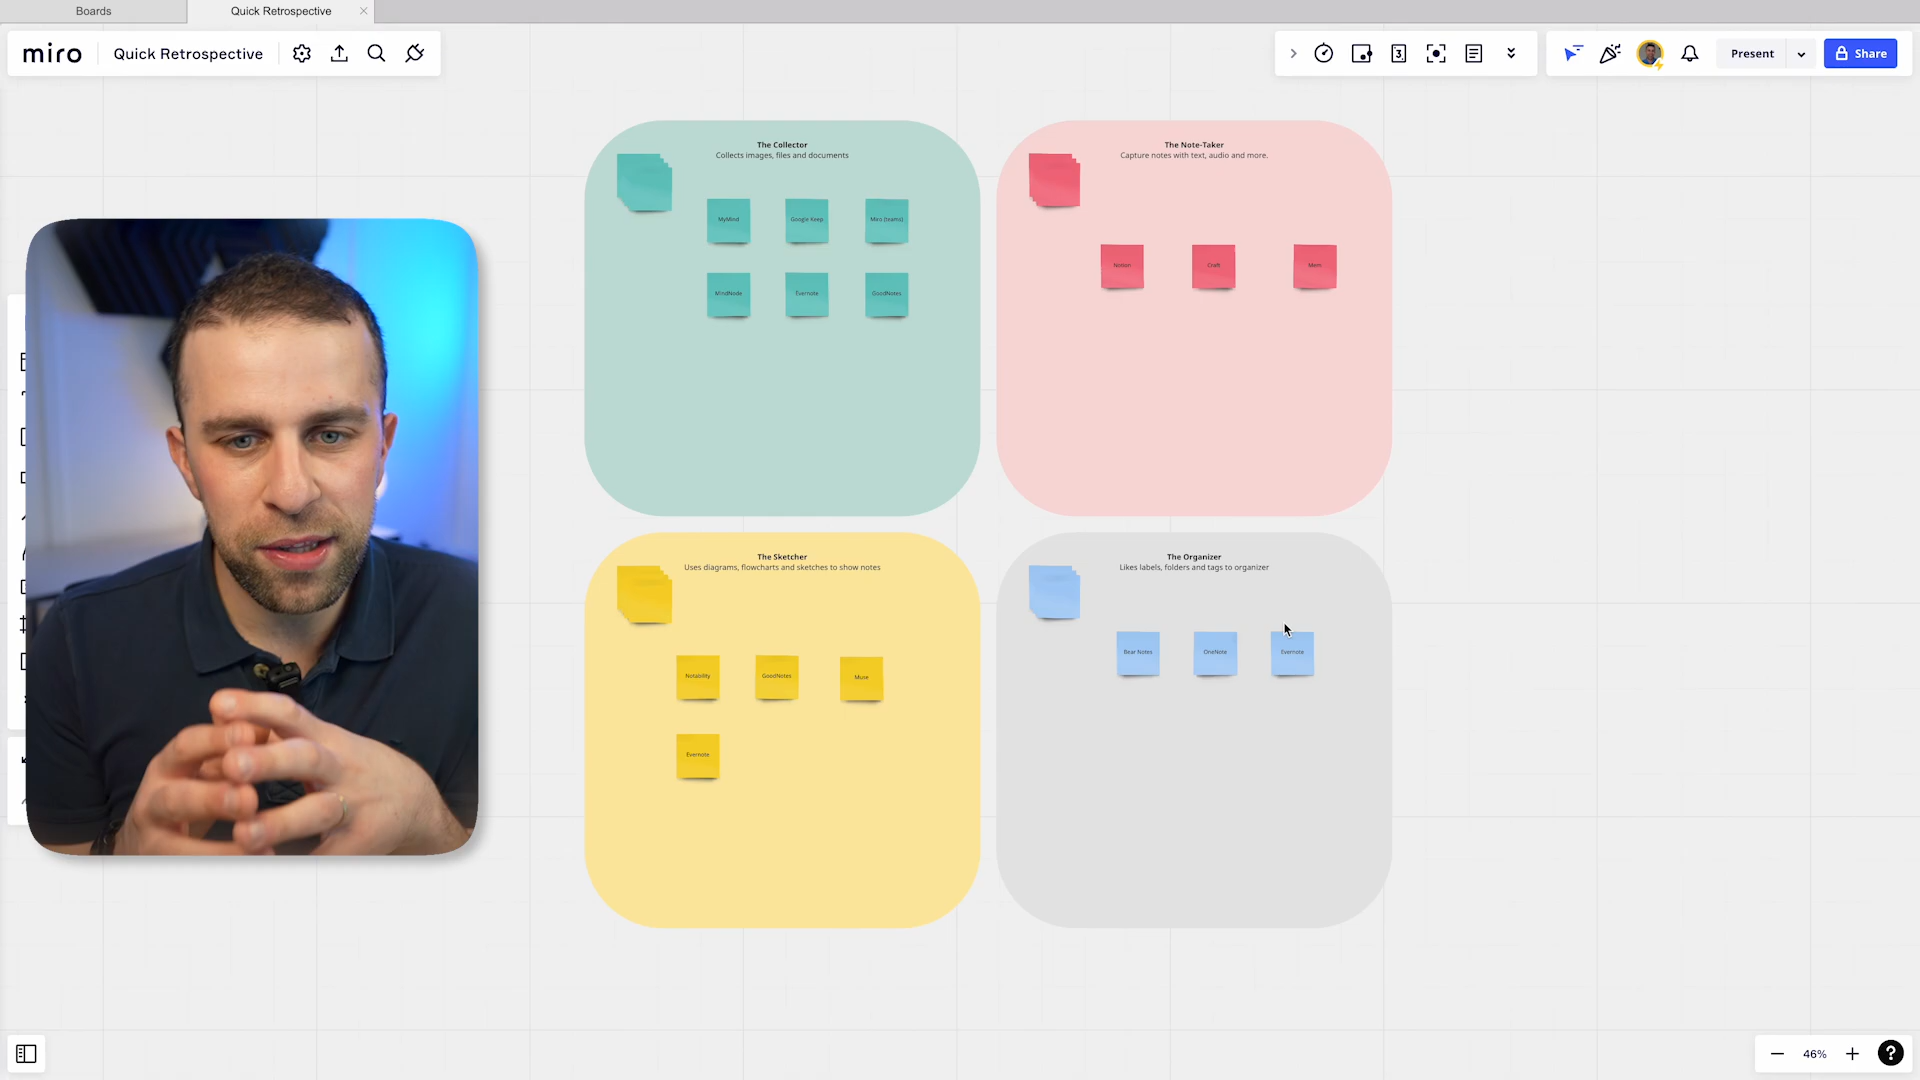 Boards
Quick Retrospective
miro
Quick Retrospective
3
Present
Share
The Collector
Collects images, files and documents
MyMind
Google Keep
Miro (teams)
MindNode
Evernote
GoodNotes
The Note-Taker
Capture notes with text, audio and more.
Notion
Craft
Mem
The Sketcher
Uses diagrams, flowcharts and sketches to show notes
Notability
GoodNotes
Muse
Evernote
The Organizer
Likes labels, folders and tags to organizer
Bear Notes
OneNote
Evernote
46%
?